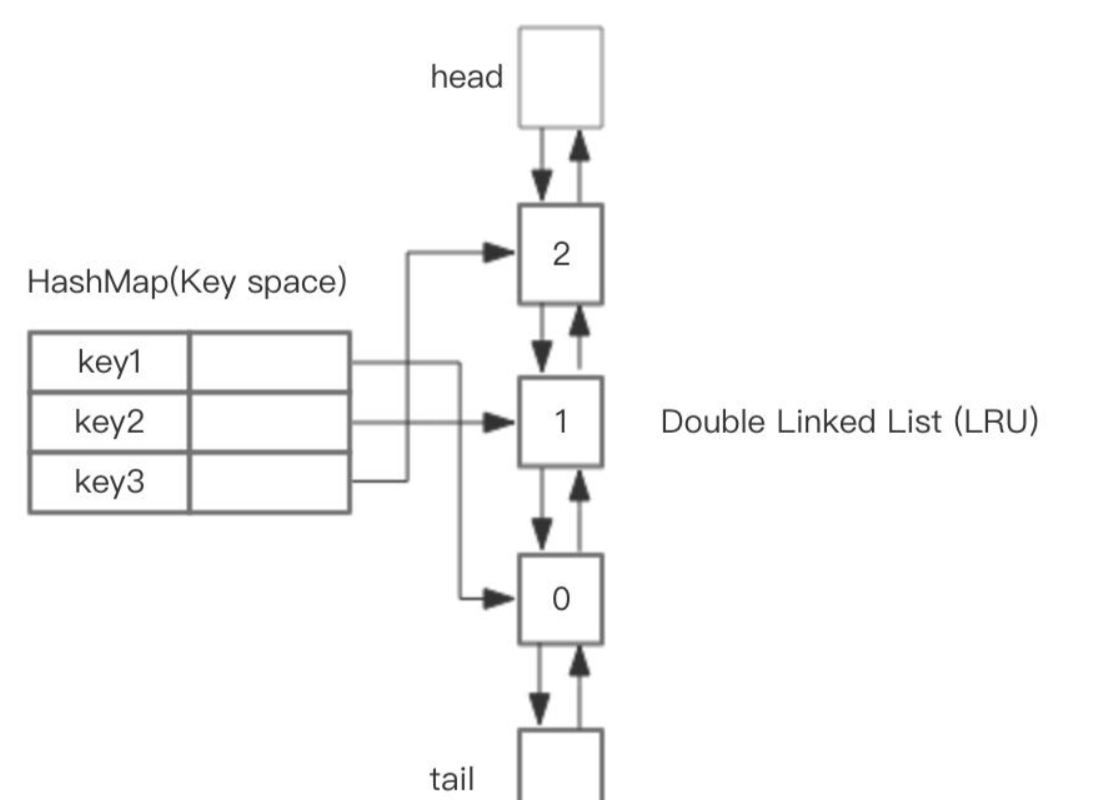 head
2
HashMap(Key space)
key1
key2
1
Double Linked List (LRU)
key3
0
tail